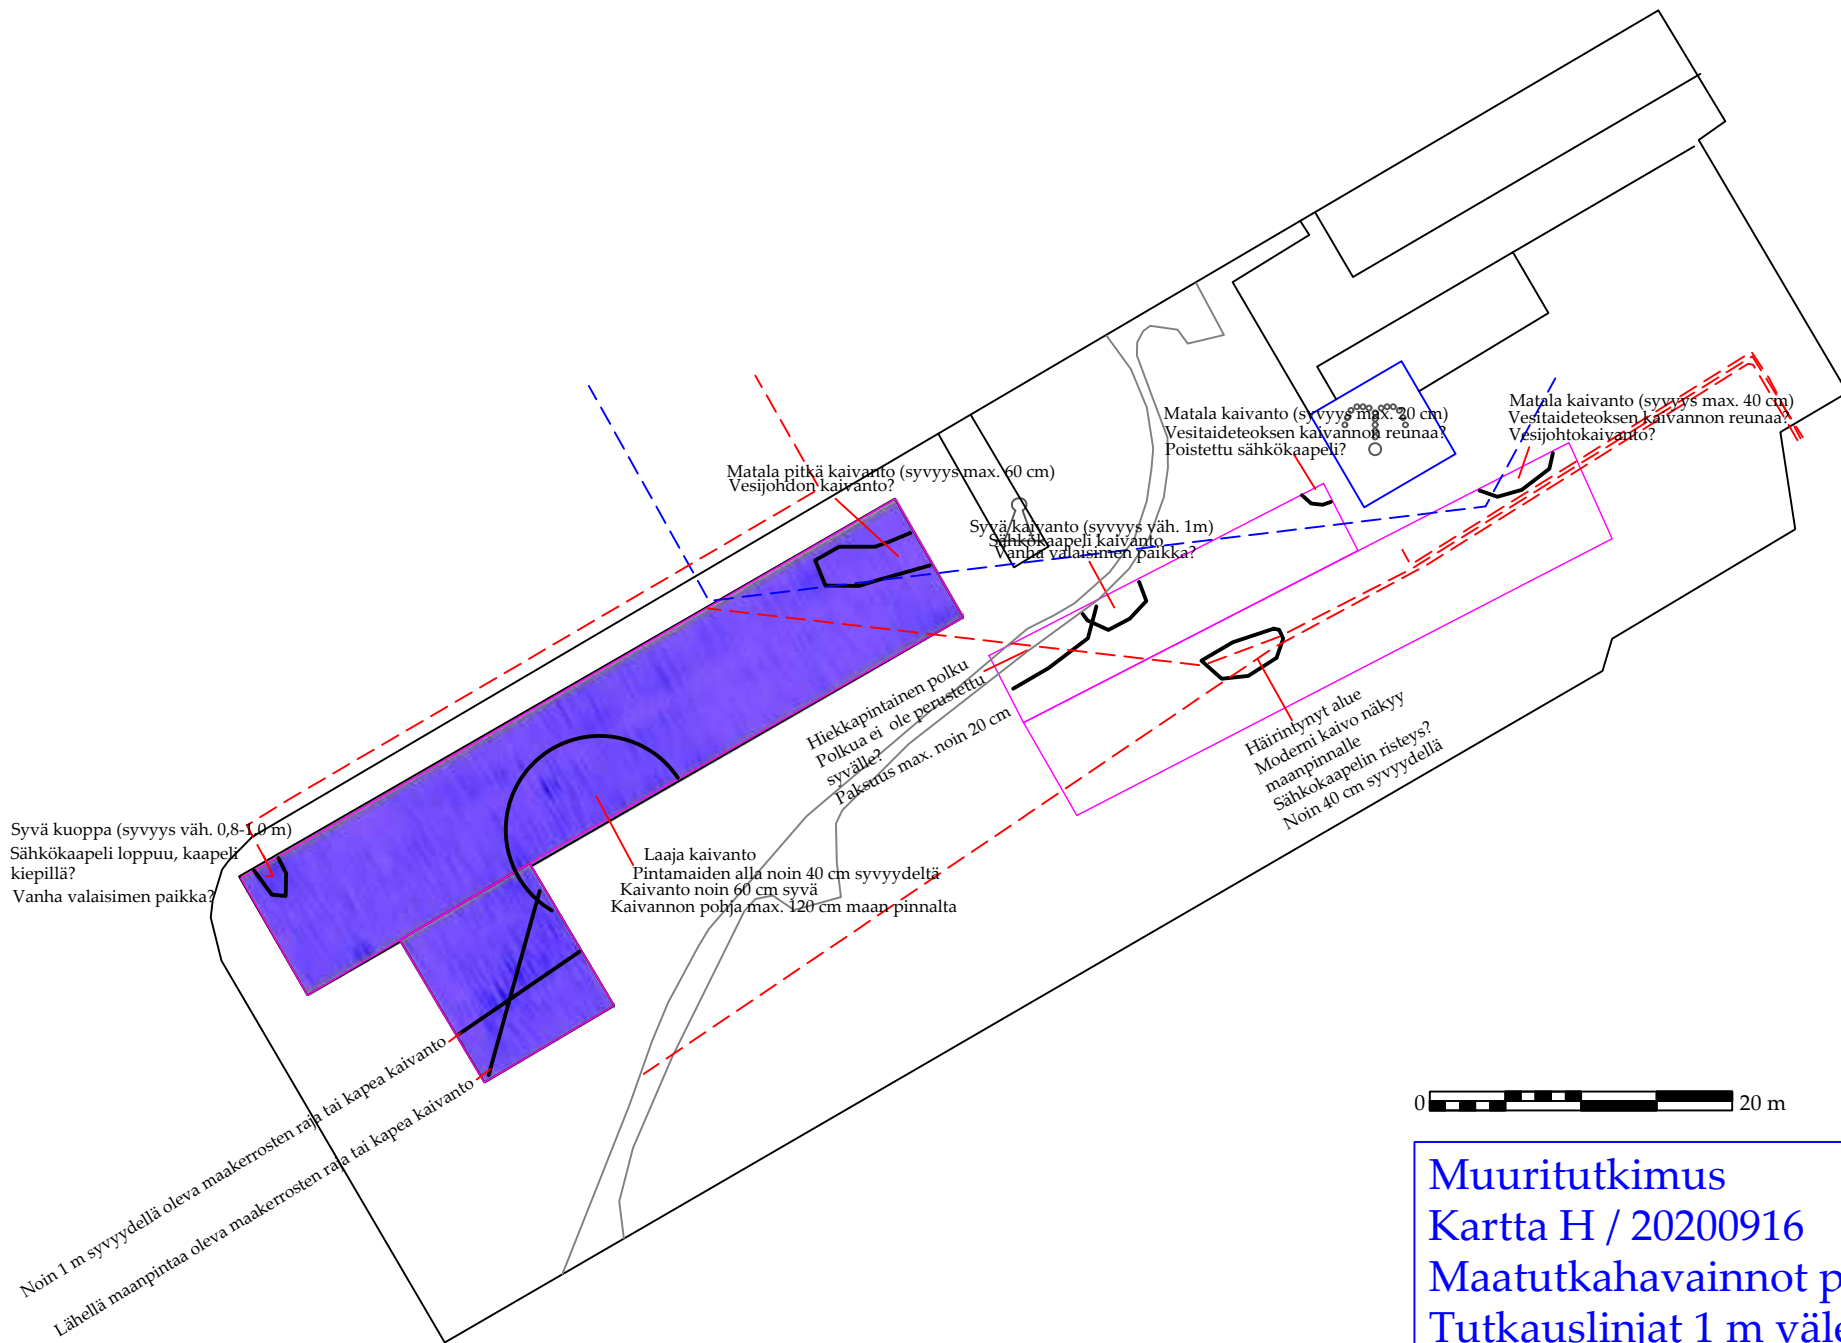 Matala kaivanto (syvyys max. 40 cm)
Vesitaideteoksen kaivannon reunaa?
Vesijohtokaivanto?
Matala kaivanto (syvyys max. 20 cm)
Vesitaideteoksen kaivannon reunaa?
Poistettu sähkökaapeli?
Matala pitkä kaivanto (syvyys max. 60 cm)
Vesijohdon kaivanto?
Syvä kaivanto (syvyys väh. 1m)
Sähkökaapeli kaivanto
Vanha valaisimen paikka?
Hiekkapintainen polku
Polkua ei ole perustettu
syvälle?
Paksuus max. noin 20 cm
Häirintynyt alue
Moderni kaivo näkyy
maanpinnalle
Sähkokaapelin risteys?
Noin 40 cm syvyydellä
Syvä kuoppa (syvyys väh. 0,8-1,0 m)
Sähkökaapeli loppuu, kaapeli
kiepillä?
Vanha valaisimen paikka?
Laaja kaivanto
Pintamaiden alla noin 40 cm syvyydeltä
Kaivanto noin 60 cm syvä
Kaivannon pohja max. 120 cm maan pinnalta
Noin 1 m syvyydellä oleva maakerrosten raja tai kapea kaivanto
Lähellä maanpintaa oleva maakerrosten raja tai kapea kaivanto
0 20 m
Muuritutkimus
Kartta H / 20200916
Maatutkahavainnot p
Tutkauslinjat 1 m väle